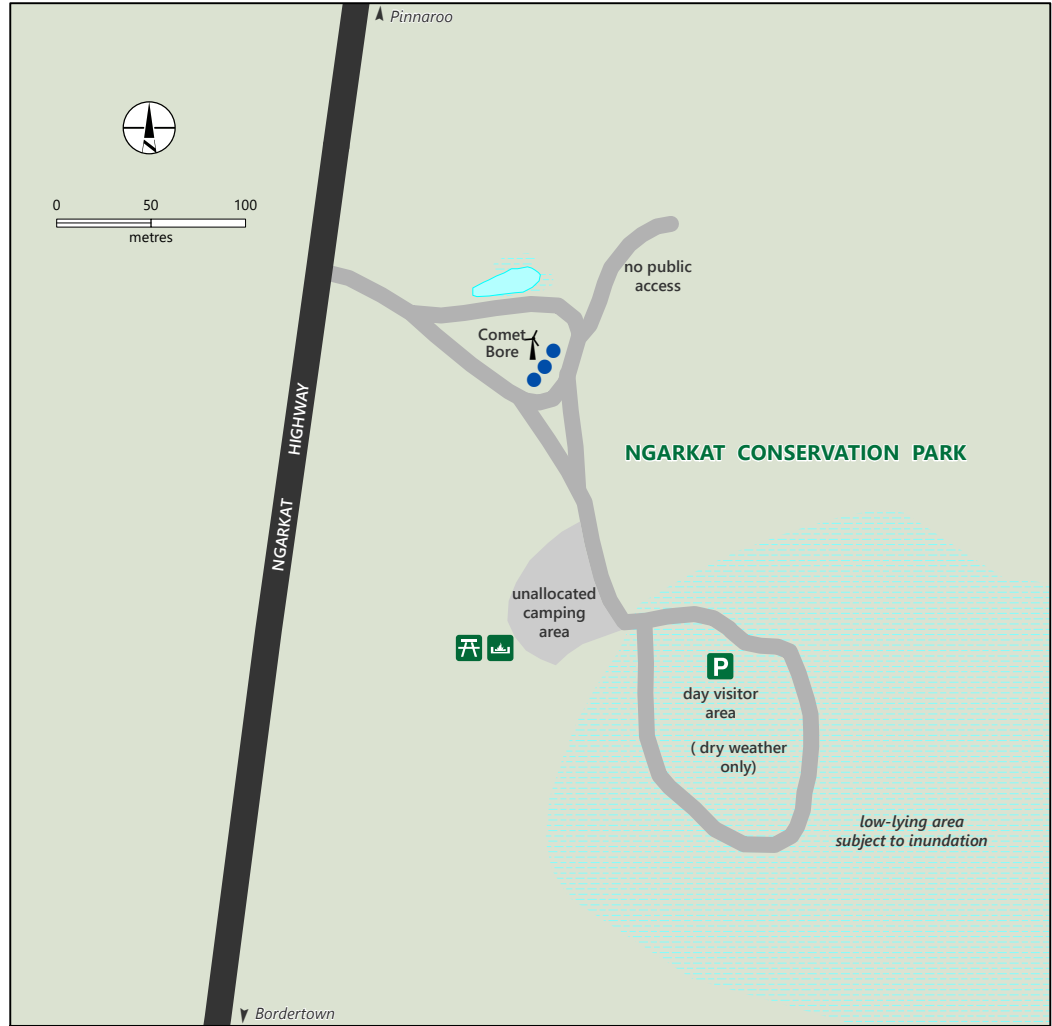 Pinnaroo
0 50 100
metres
no public
access
Comet
Bore
HIGHWAY
NGARKAT
NGARKAT CONSERVATION PARK
unallocated
camping
area
P
day visitor
area
( dry weather
only)
low-lying area
subject to inundation
Bordertown